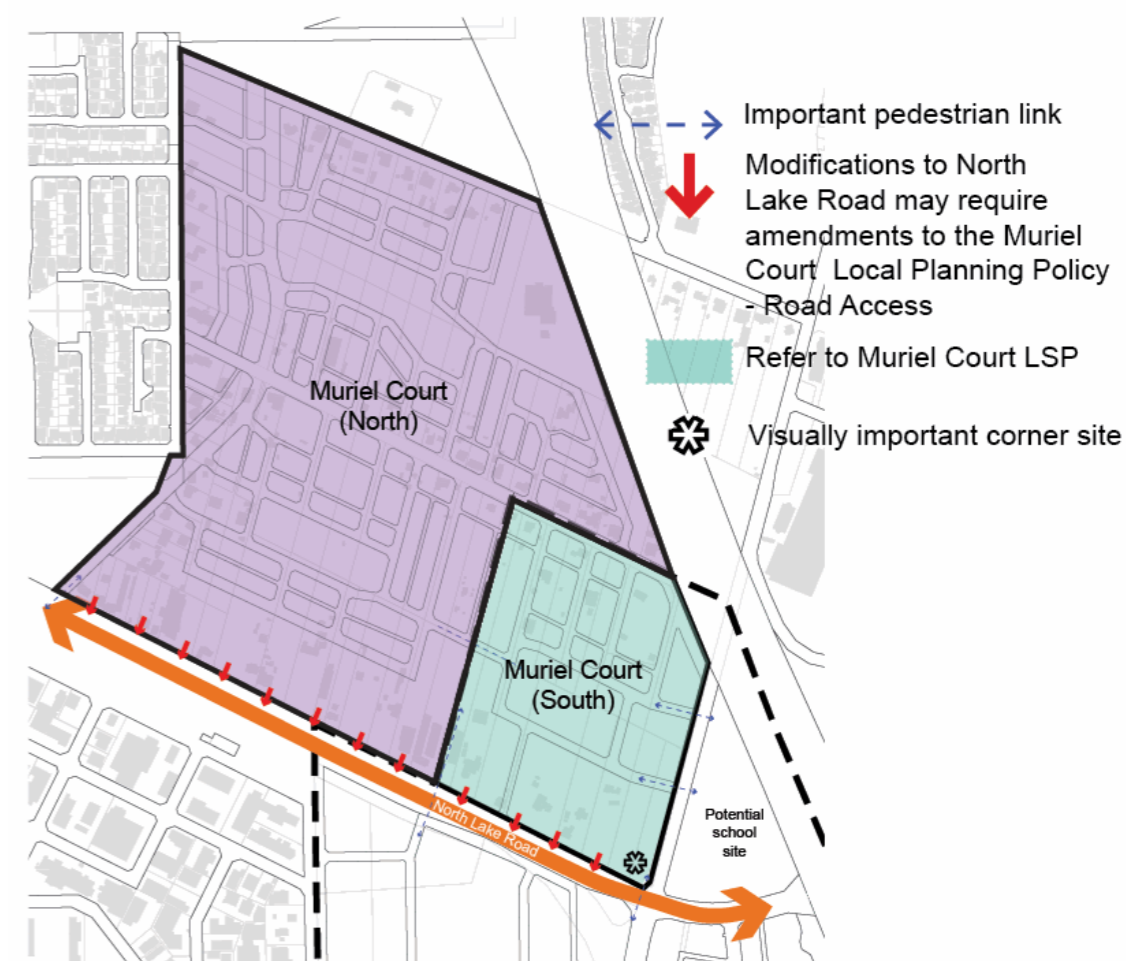 Important pedestrian link
Modifications to North
Lake Road may require
amendments to the Muriel
Court Local Planning Policy
- Road Access
Refer to Muriel Court LSP
Visually important corner site
Muriel Court
(North)
Muriel Court
(South)
North Lake Road
Potential
school
site